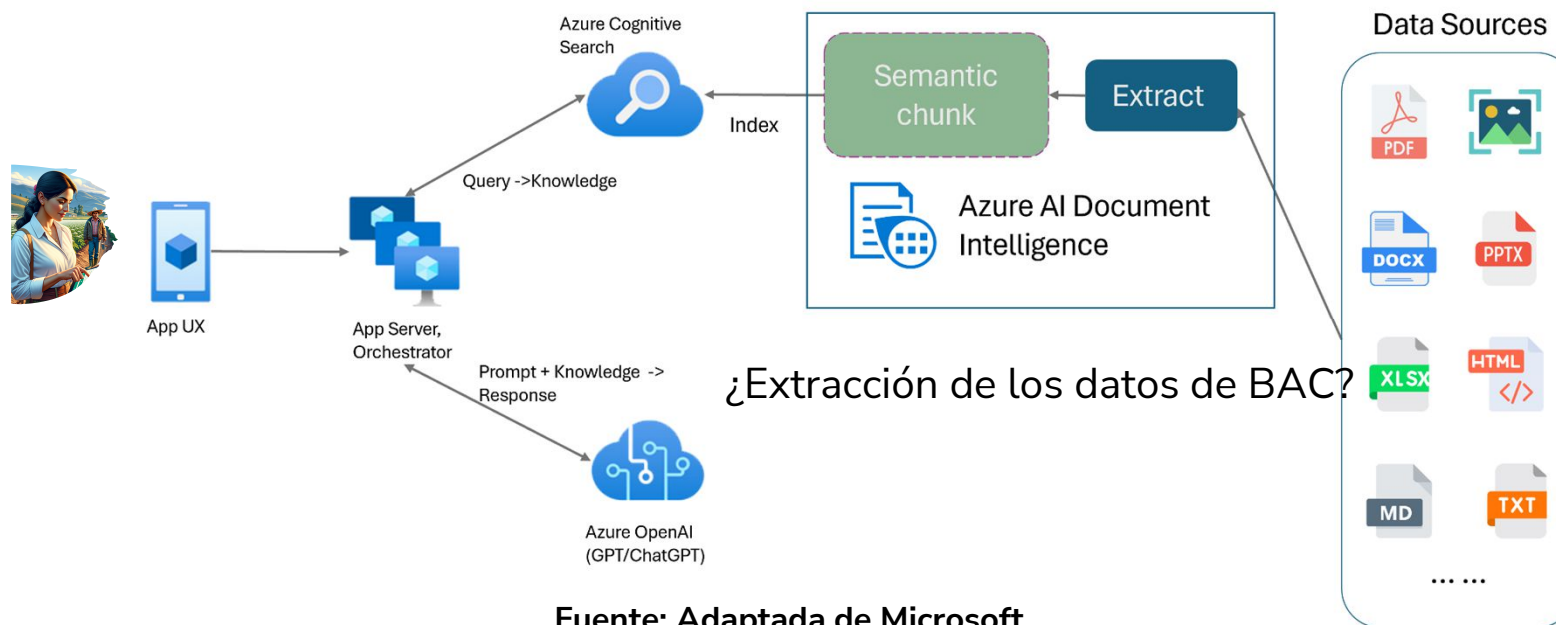 Azure Cognitive
Search
Data Sources
Semantic
chunk
Extract
Index
PDF
Query ->Knowledge
Azure AI Document
Intelligence
DOCX
PPTX
App UX
App Server,
Orchestrator
Prompt + Knowledge ->
Response
¿Extracción de los datos de BAC?
XLSX
HTML
</>
MD
TXT
Azure OpenAI
(GPT/ChatGPT)
... ...
Fuente: Adaptada de Microsoft